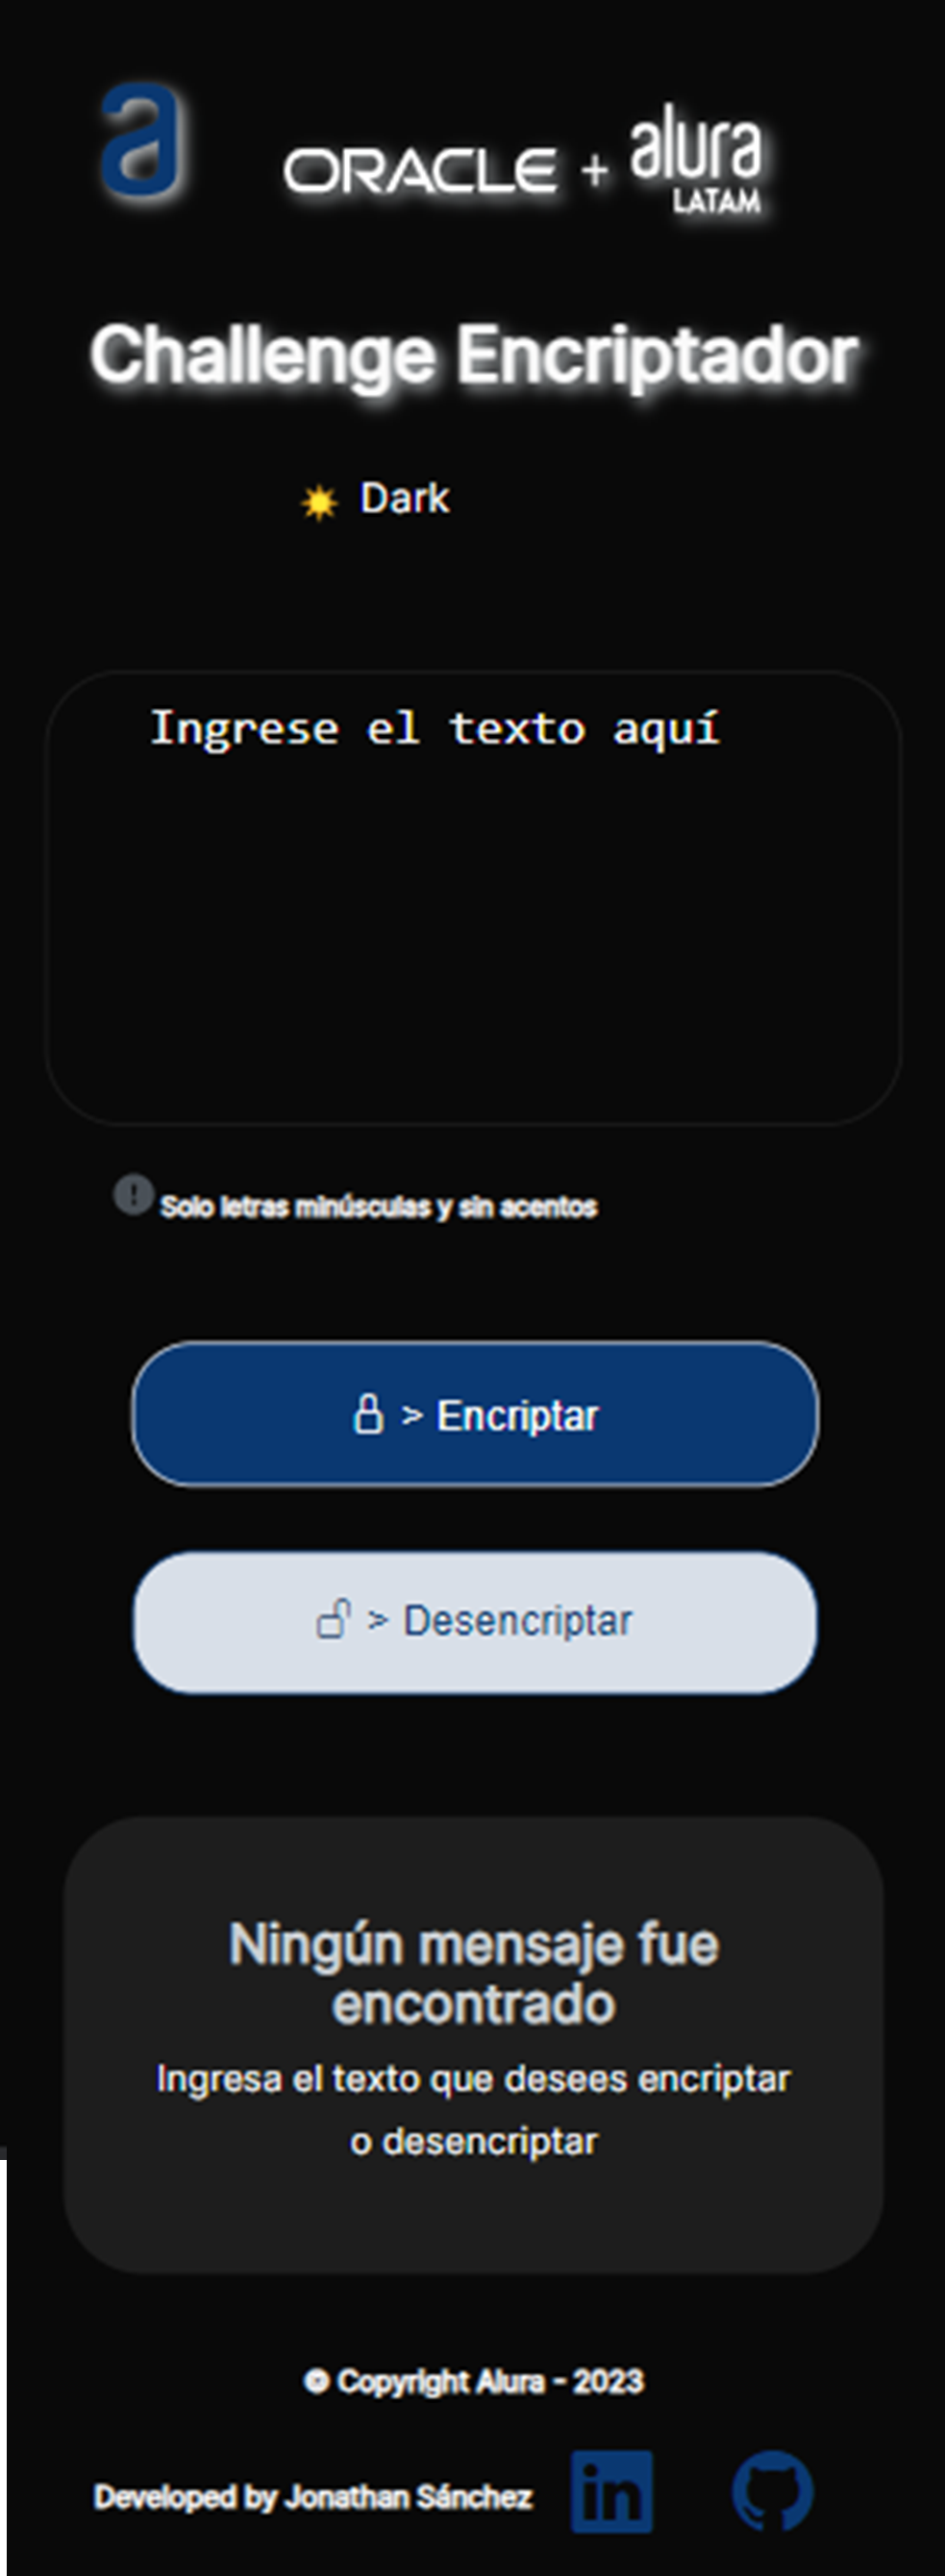 a
ORACLE + alura
LATAM
Challenge Encriptador
Dark
Ingrese el texto aquí
Solo letras minúsculas y sin acentos
> Encriptar
> Desencriptar
Ningún mensaje fue
encontrado
Ingresa el texto que desees encriptar
o desencriptar
© Copyright Alura - 2023
Developed by Jonathan Sánchez in